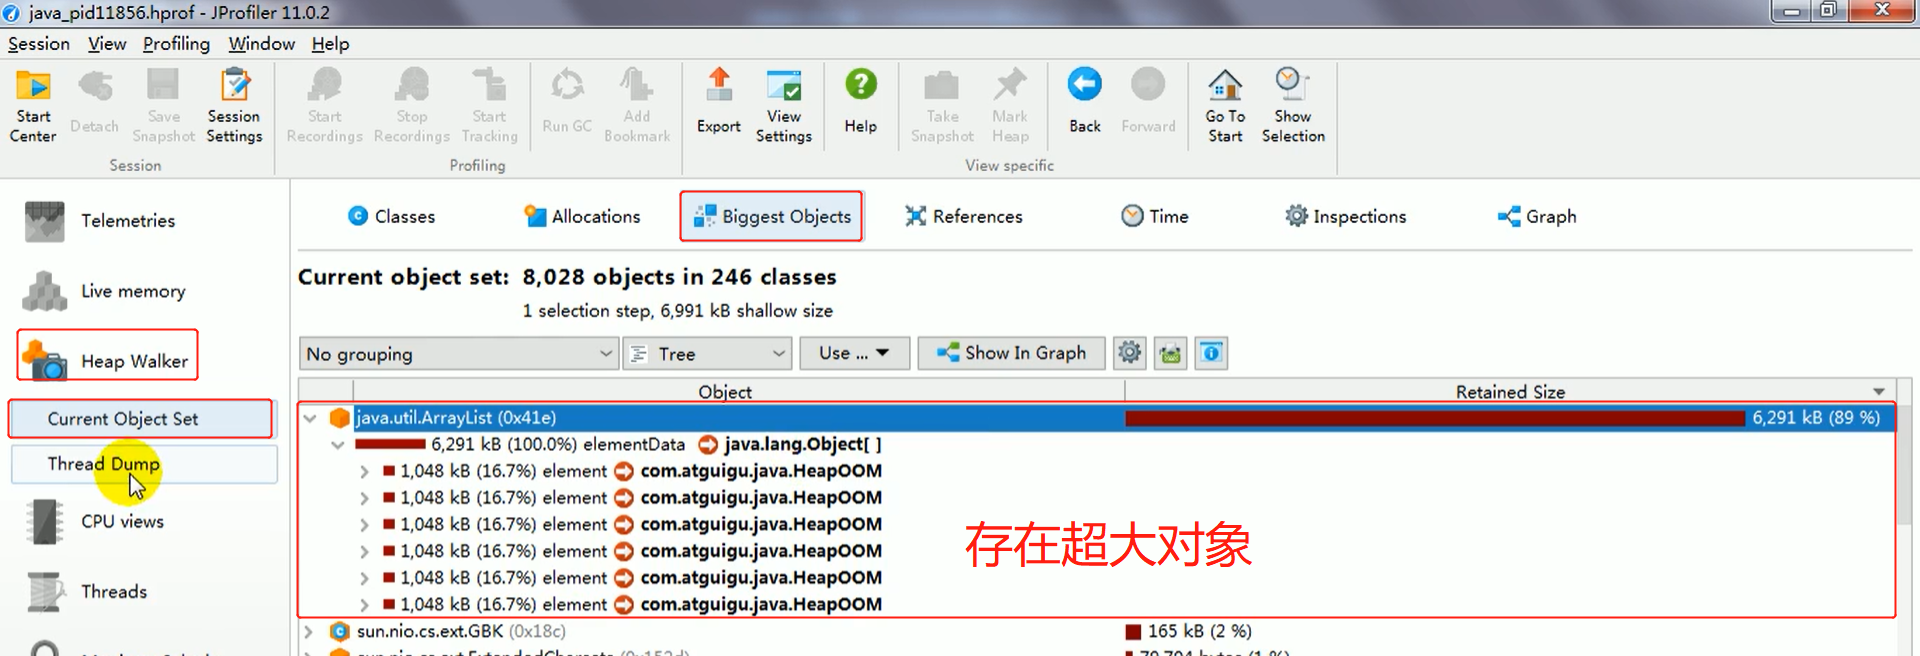 java_pid11856.hprof - JProfiler 11.0.2
Session View Profiling Window Help
Start Center
Detach
Save Snapshot
Session Settings
Start Recordings
Stop Recordings
Start Tracking
Run GC
Add Bookmark
Export
View Settings
Help
Take Snapshot
Mark Heap
Back
Forward
Go To Start
Show Selection
Session
Profiling
View specific
Telemetries
Live memory
Heap Walker
Current Object Set
Thread Dump
CPU views
Threads
Classes Allocations Biggest Objects References Time Inspections Graph
Current object set: 8,028 objects in 246 classes
1 selection step, 6,991 kB shallow size
No grouping Tree Use ... Show In Graph
Object Retained Size
java.util.ArrayList (0x41e) 6,291 kB (89 %)
6,291 kB (100.0%) elementData java.lang.Object[ ]
1,048 kB (16.7%) element com.atguigu.java.HeapOOM
1,048 kB (16.7%) element com.atguigu.java.HeapOOM
1,048 kB (16.7%) element com.atguigu.java.HeapOOM
1,048 kB (16.7%) element com.atguigu.java.HeapOOM
1,048 kB (16.7%) element com.atguigu.java.HeapOOM
1,048 kB (16.7%) element com.atguigu.java.HeapOOM
存在超大对象
sun.nio.cs.ext.GBK (0x18c) 165 kB (2 %)